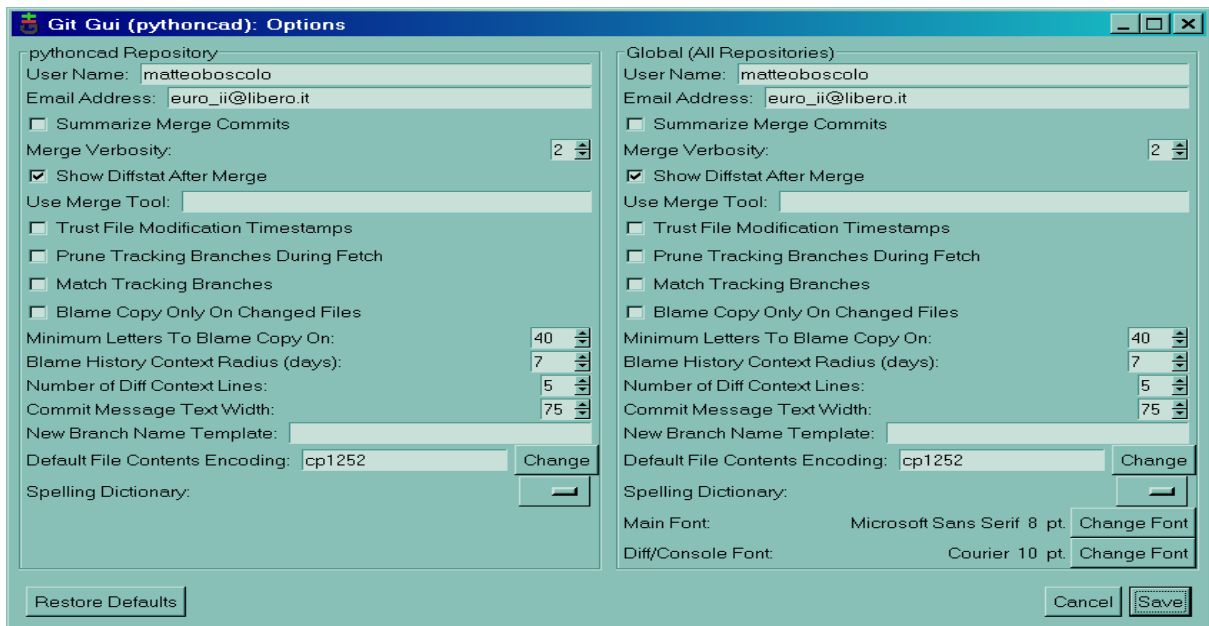 Git Gui (pythoncad): Options
pythoncad Repository
User Name: matteoboscolo
Email Address: euro_ii@libero.it
Summarize Merge Commits
Merge Verbosity: 2
Show Diffstat After Merge
Use Merge Tool:
Trust File Modification Timestamps
Prune Tracking Branches During Fetch
Match Tracking Branches
Blame Copy Only On Changed Files
Minimum Letters To Blame Copy On: 40
Blame History Context Radius (days): 7
Number of Diff Context Lines: 5
Commit Message Text Width: 75
New Branch Name Template:
Default File Contents Encoding: cp1252 Change
Spelling Dictionary:
Global (All Repositories)
User Name: matteoboscolo
Email Address: euro_ii@libero.it
Summarize Merge Commits
Merge Verbosity: 2
Show Diffstat After Merge
Use Merge Tool:
Trust File Modification Timestamps
Prune Tracking Branches During Fetch
Match Tracking Branches
Blame Copy Only On Changed Files
Minimum Letters To Blame Copy On: 40
Blame History Context Radius (days): 7
Number of Diff Context Lines: 5
Commit Message Text Width: 75
New Branch Name Template:
Default File Contents Encoding: cp1252 Change
Spelling Dictionary:
Main Font: Microsoft Sans Serif 8 pt. Change Font
Diff/Console Font: Courier 10 pt. Change Font
Restore Defaults Cancel Save